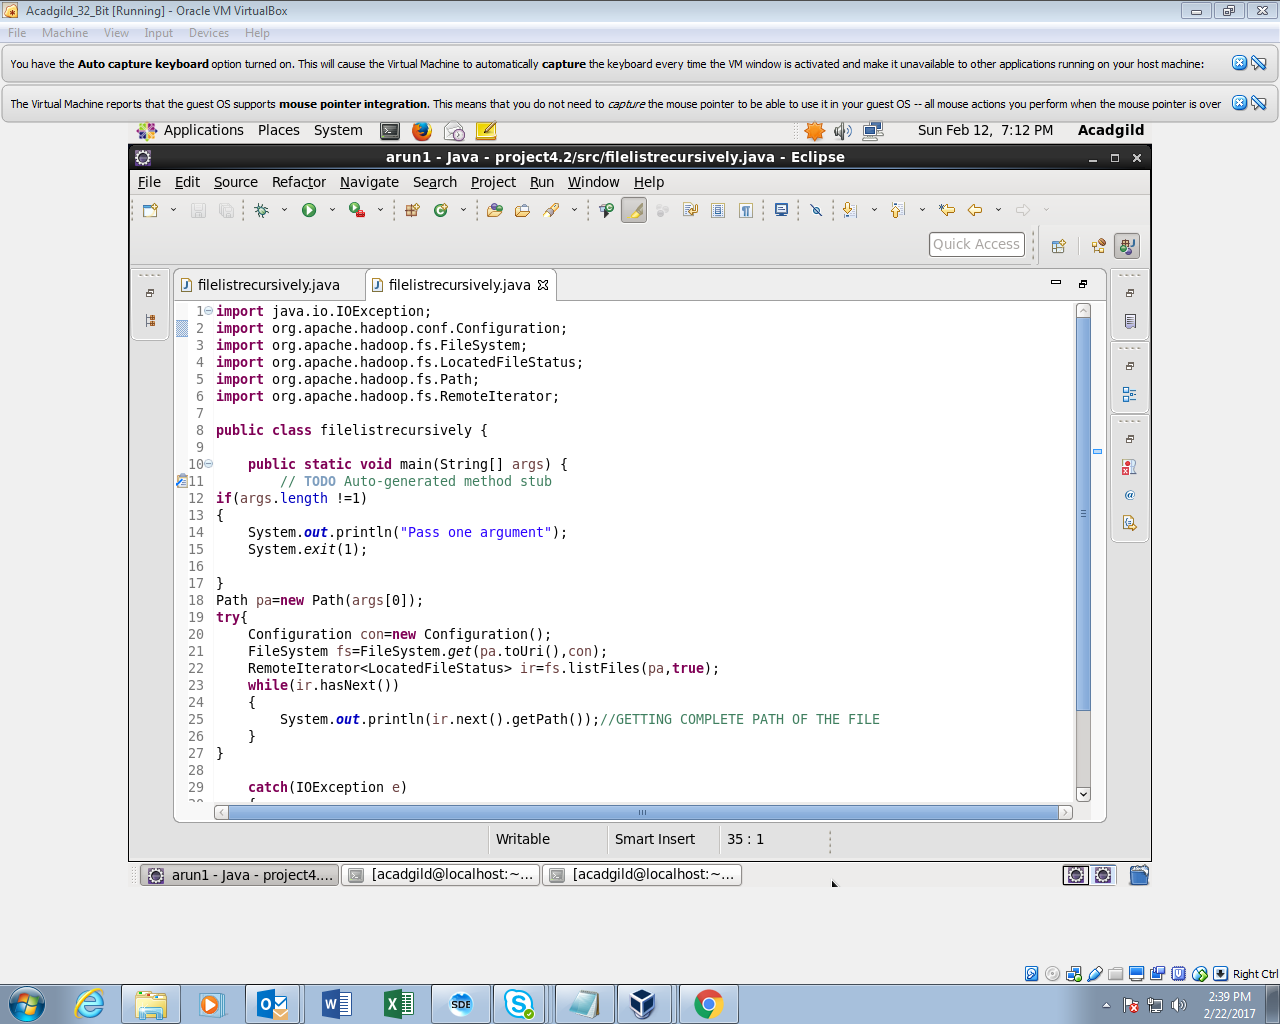 Acadgild_32_Bit [Running] - Oracle VM VirtualBox
File Machine View Input Devices Help
You have the Auto capture keyboard option turned on. This will cause the Virtual Machine to automatically capture the keyboard every time the VM window is activated and make it unavailable to other applications running on your host machine:
The Virtual Machine reports that the guest OS supports mouse pointer integration. This means that you do not need to capture the mouse pointer to be able to use it in your guest OS -- all mouse actions you perform when the mouse pointer is over
Applications Places System Sun Feb 12, 7:12 PM Acadgild
arun1 - Java - project4.2/src/filelistrecursively.java - Eclipse
File Edit Source Refactor Navigate Search Project Run Window Help
Quick Access
filelistrecursively.java filelistrecursively.java
1 import java.io.IOException;
2 import org.apache.hadoop.conf.Configuration;
3 import org.apache.hadoop.fs.FileSystem;
4 import org.apache.hadoop.fs.LocatedFileStatus;
5 import org.apache.hadoop.fs.Path;
6 import org.apache.hadoop.fs.RemoteIterator;
7
8 public class filelistrecursively {
9
10 public static void main(String[] args) {
11 // TODO Auto-generated method stub
12 if(args.length !=1)
13 {
14 System.out.println("Pass one argument");
15 System.exit(1);
16
17 }
18 Path pa=new Path(args[0]);
19 try{
20 Configuration con=new Configuration();
21 FileSystem fs=FileSystem.get(pa.toUri(),con);
22 RemoteIterator<LocatedFileStatus> ir=fs.listFiles(pa,true);
23 while(ir.hasNext())
24 {
25 System.out.println(ir.next().getPath());//GETTING COMPLETE PATH OF THE FILE
26 }
27 }
28
29 catch(IOException e)
30 {
Writable Smart Insert 35 : 1
arun1 - Java - project4.... [acadgild@localhost:~... [acadgild@localhost:~...
Right Ctrl
SDE
2:39 PM
2/22/2017